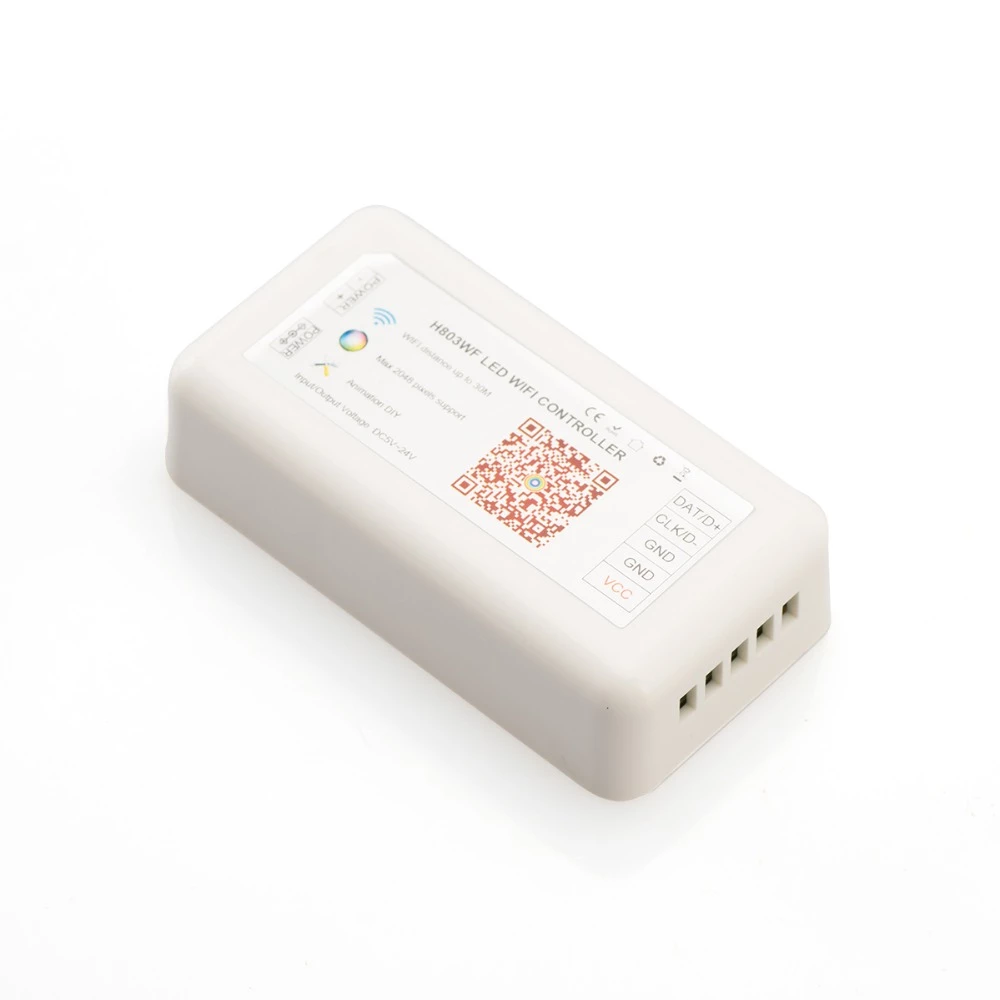 H803WF LED WIFI CONTROLLER
WIFI distance up to 30M
Max 2048 pixels support
Animation DIY
Input/Output Voltage DC5V~24V
- +
POWER
POWER
CE
DAT/D+
CLK/D-
GND
GND
VCC